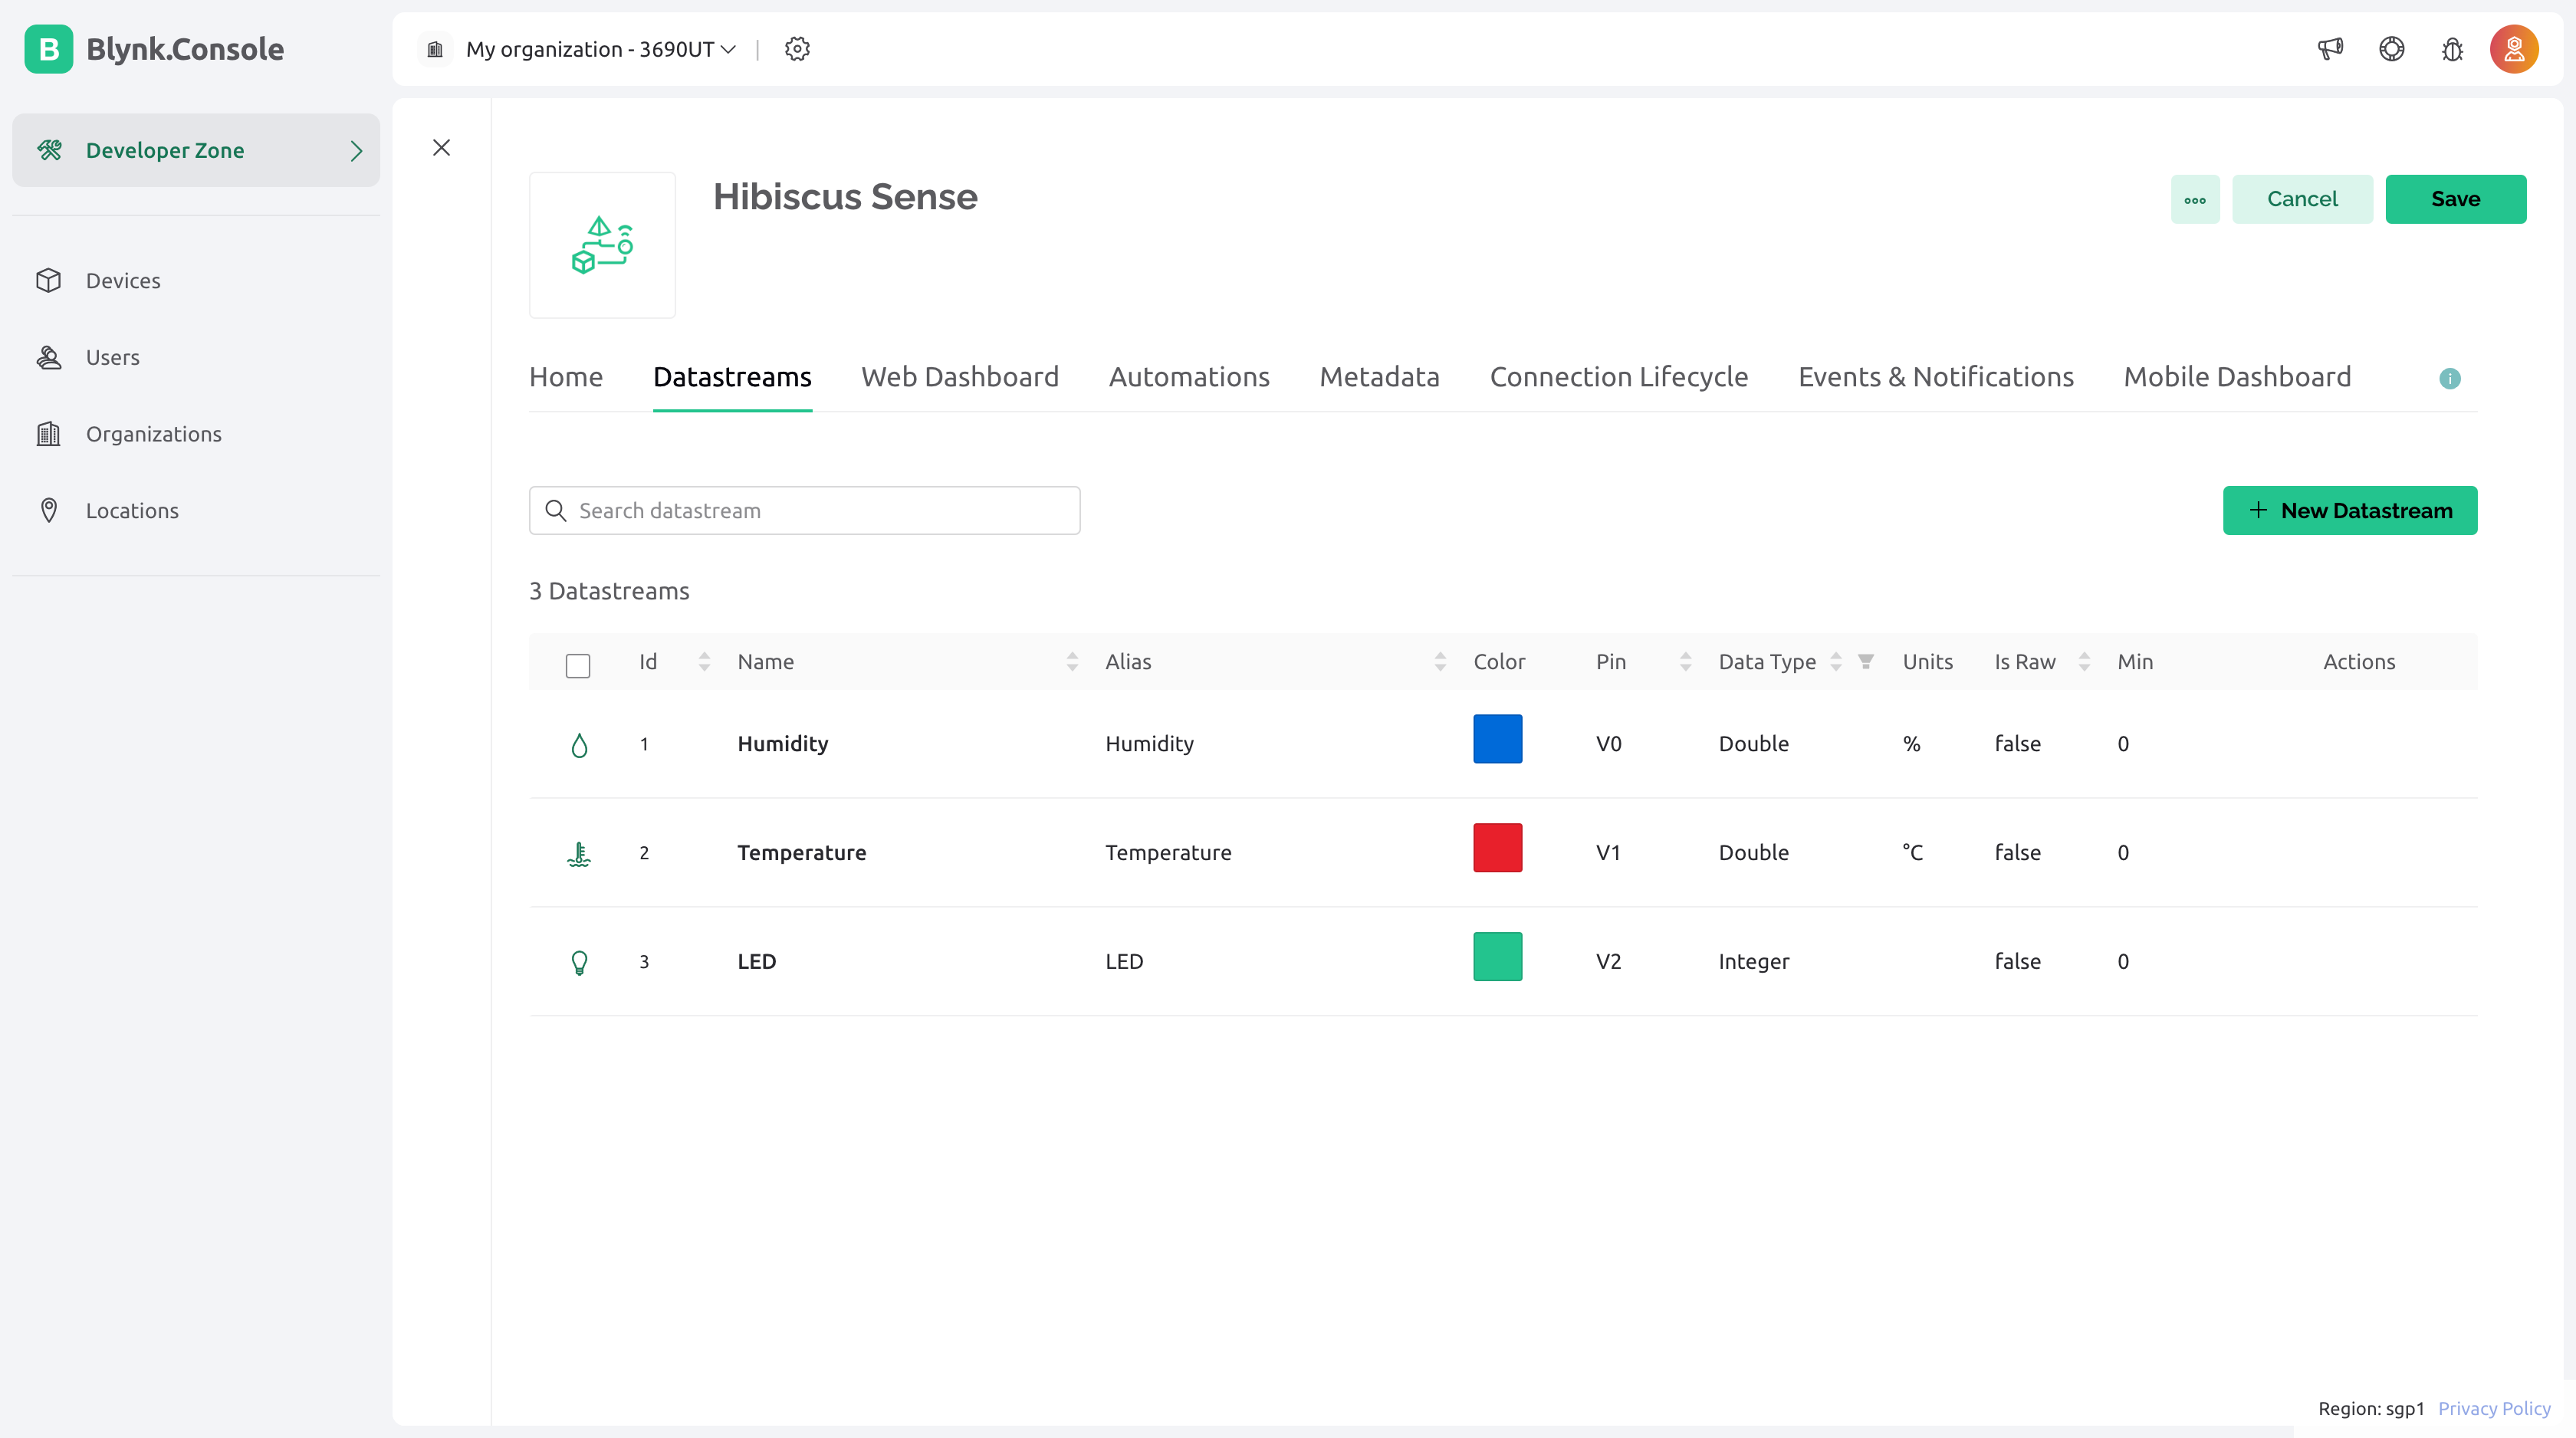 B Blynk.Console
My organization - 3690UT
Developer Zone
Devices
Users
Organizations
Locations
Hibiscus Sense
Cancel
Save
Home Datastreams Web Dashboard Automations Metadata Connection Lifecycle Events & Notifications Mobile Dashboard
Search datastream
New Datastream
3 Datastreams
Id Name Alias Color Pin Data Type Units Is Raw Min Actions
1 Humidity Humidity V0 Double % false 0
2 Temperature Temperature V1 Double °C false 0
3 LED LED V2 Integer false 0
Region: sgp1 Privacy Policy